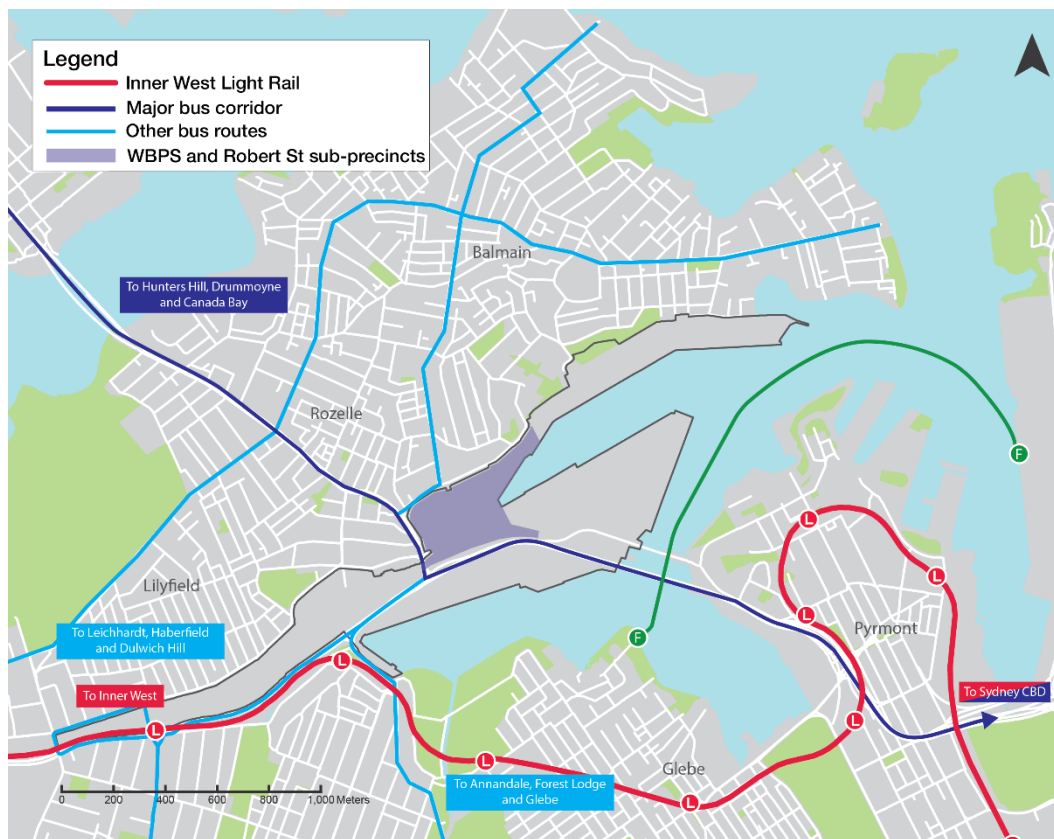 Legend
Inner West Light Rail
Major bus corridor
Other bus routes
WBPS and Robert St sub-precincts
Balmain
To Hunters Hill, Drummoyne
and Canada Bay
Rozelle
F
L
Lilyfield
L
L
Pyrmont
To Leichhardt, Haberfield
and Dulwich Hill
F
L
To Inner West
To Sydney CBD
L
L
L
Glebe
To Annandale, Forest Lodge
and Glebe
L
0 200 400 600 800 1,000 Meters